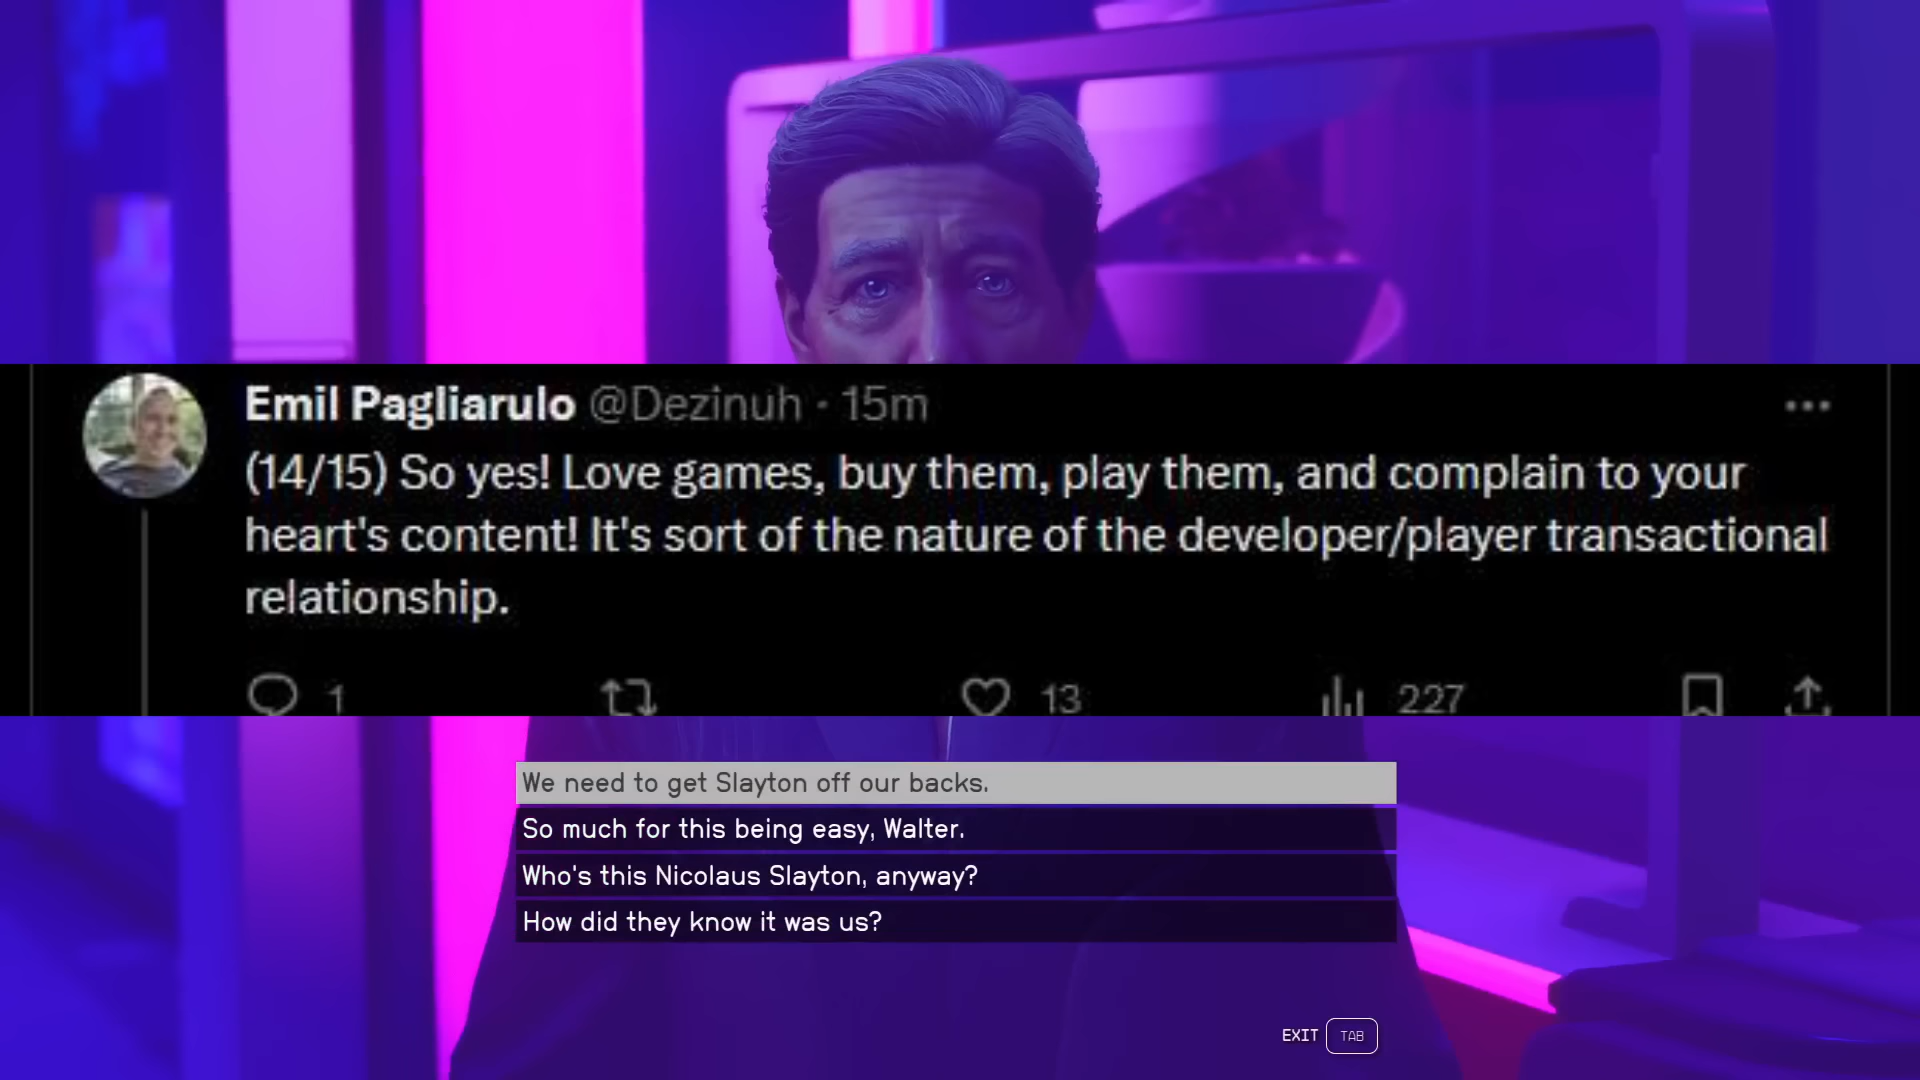 Emil Pagliarulo @Dezinuh · 15m
(14/15) So yes! Love games, buy them, play them, and complain to your
heart's content! It's sort of the nature of the developer/player transactional
relationship.
1 13 227
We need to get Slayton off our backs.
So much for this being easy, Walter.
Who's this Nicolaus Slayton, anyway?
How did they know it was us?
EXIT TAB